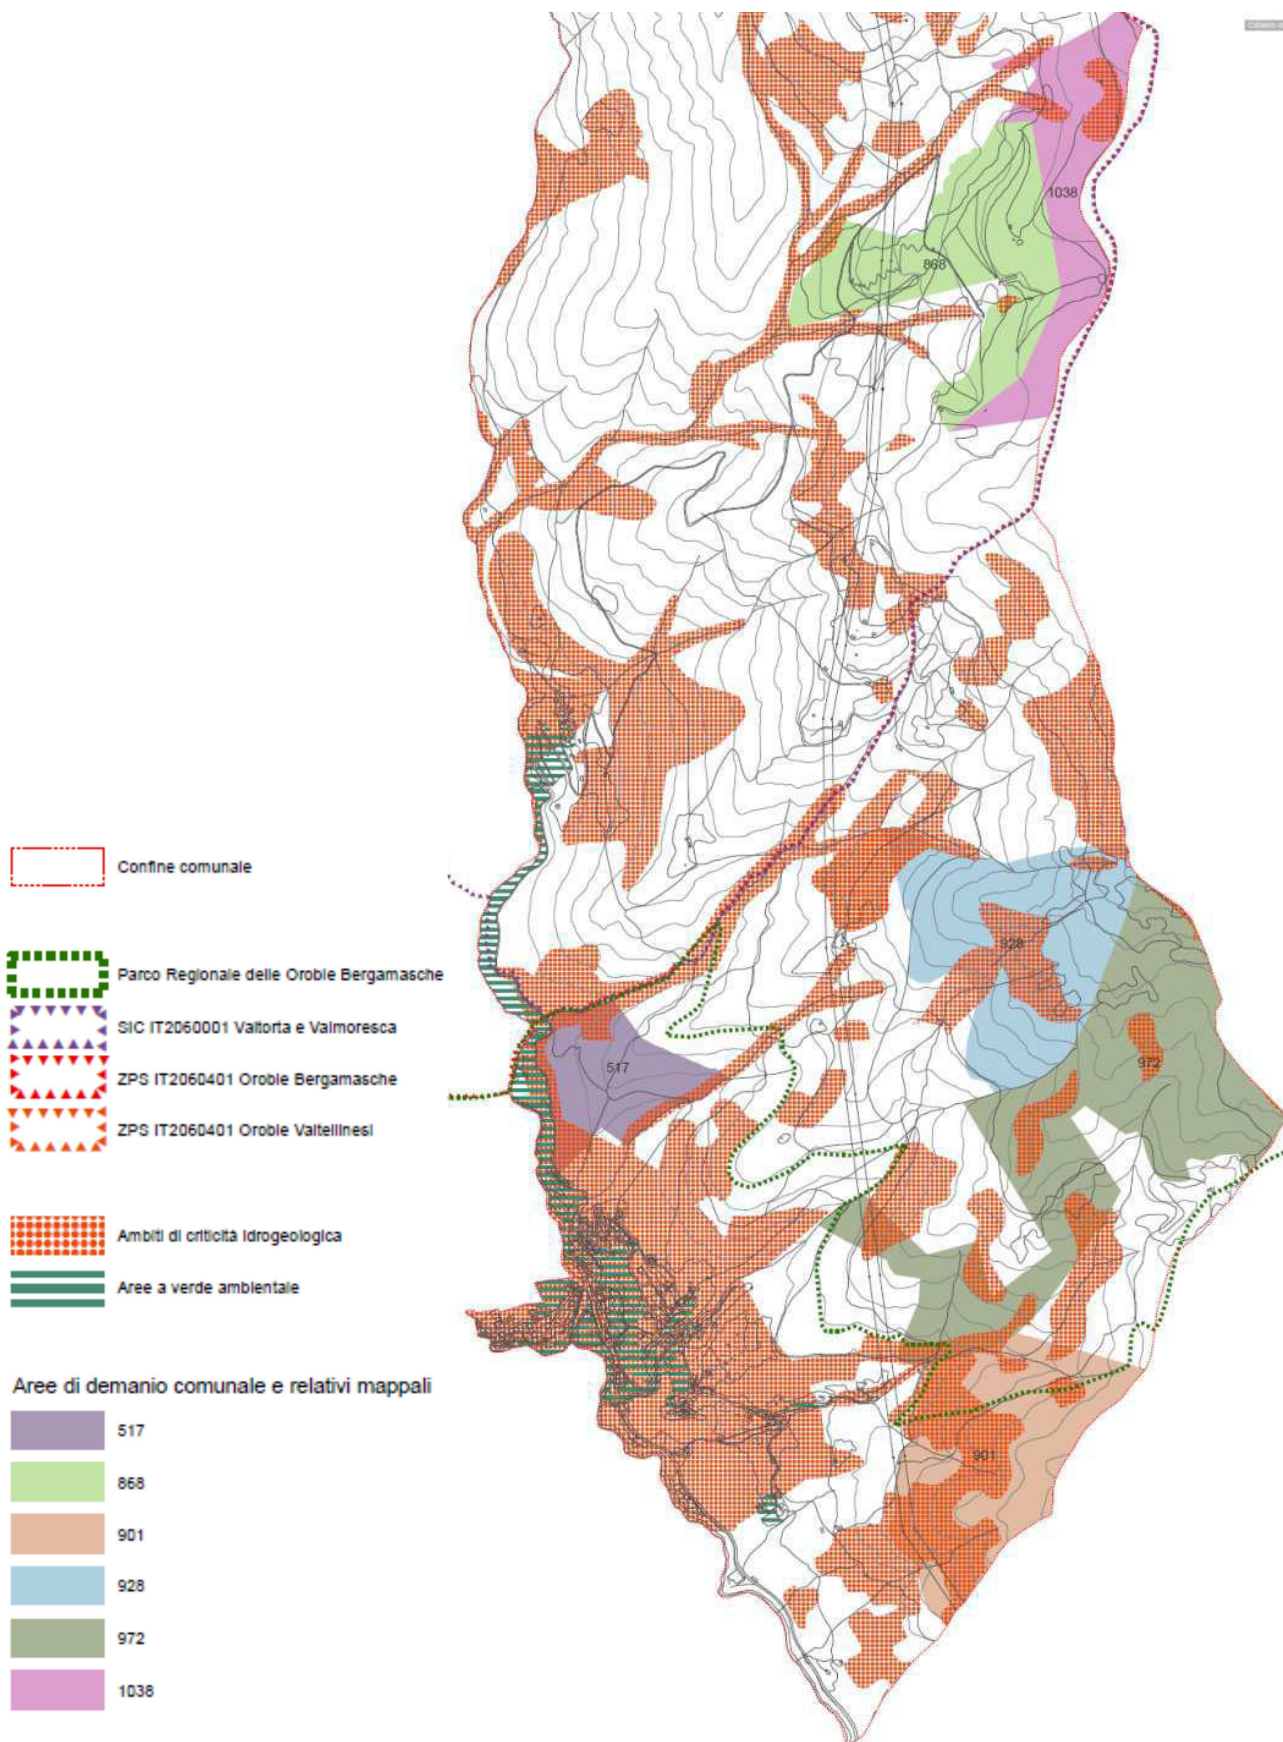 1038
868
Confine comunale
928
Parco Regionale delle Orobie Bergamasche
SIC IT2060001 Valtorta e Valmoresca
517
972
ZPS IT2060401 Orobie Bergamasche
ZPS IT2060401 Orobie Valtellinesi
Ambiti di criticità idrogeologica
Aree a verde ambientale
Aree di demanio comunale e relativi mappali
517
901
868
901
928
972
1038